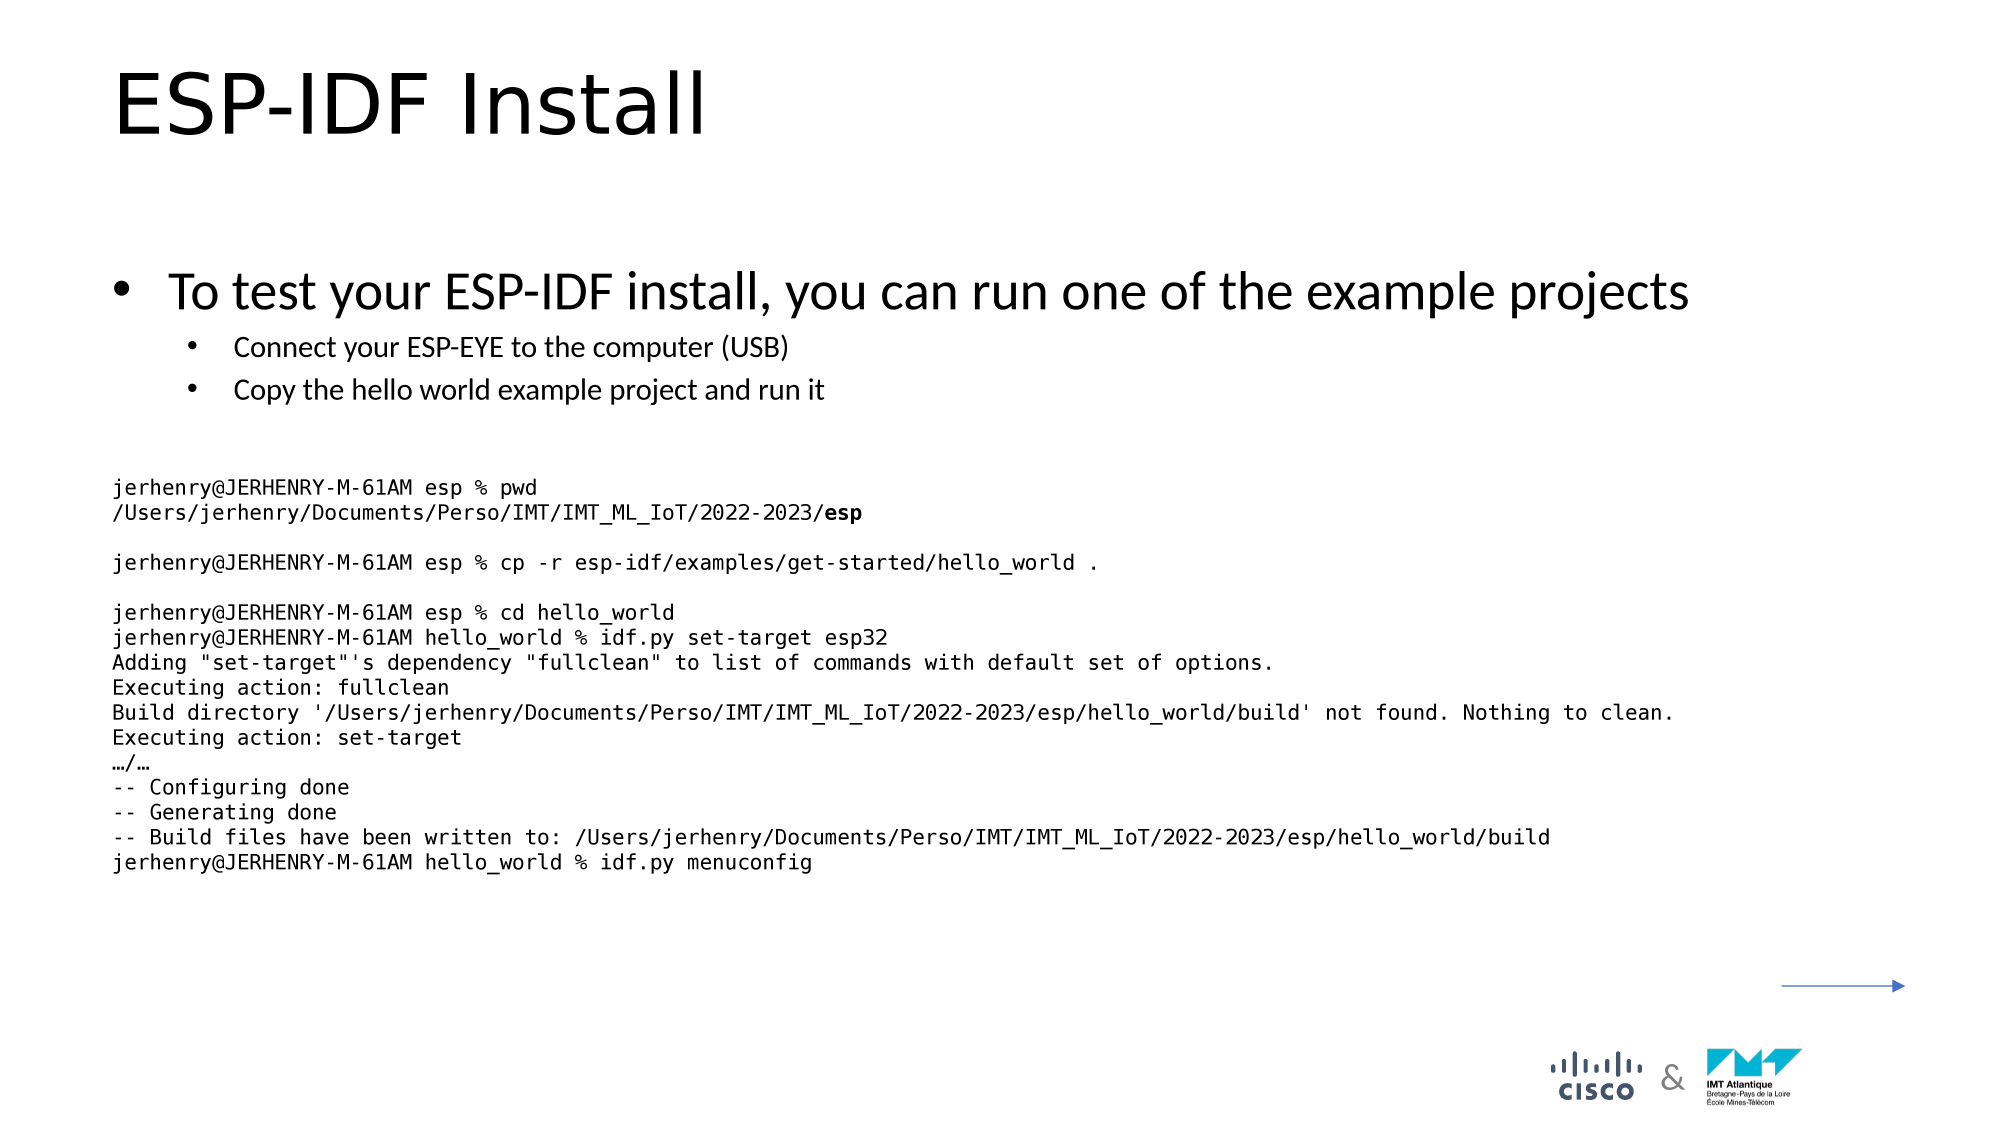 ESP-IDF Install
• To test your ESP-IDF install, you can run one of the example projects
• Connect your ESP-EYE to the computer (USB)
• Copy the hello world example project and run it
jerhenry@JERHENRY-M-61AM esp % pwd
/Users/jerhenry/Documents/Perso/IMT/IMT_ML_IoT/2022-2023/esp
jerhenry@JERHENRY-M-61AM esp % cp -r esp-idf/examples/get-started/hello_world .
jerhenry@JERHENRY-M-61AM esp % cd hello_world
jerhenry@JERHENRY-M-61AM hello_world % idf.py set-target esp32
Adding "set-target"'s dependency "fullclean" to list of commands with default set of options.
Executing action: fullclean
Build directory '/Users/jerhenry/Documents/Perso/IMT/IMT_ML_IoT/2022-2023/esp/hello_world/build' not found. Nothing to clean.
Executing action: set-target
…/…
-- Configuring done
-- Generating done
-- Build files have been written to: /Users/jerhenry/Documents/Perso/IMT/IMT_ML_IoT/2022-2023/esp/hello_world/build
jerhenry@JERHENRY-M-61AM hello_world % idf.py menuconfig
CISCO
&
IMT Atlantique
Bretagne-Pays de la Loire
École Mines-Télécom